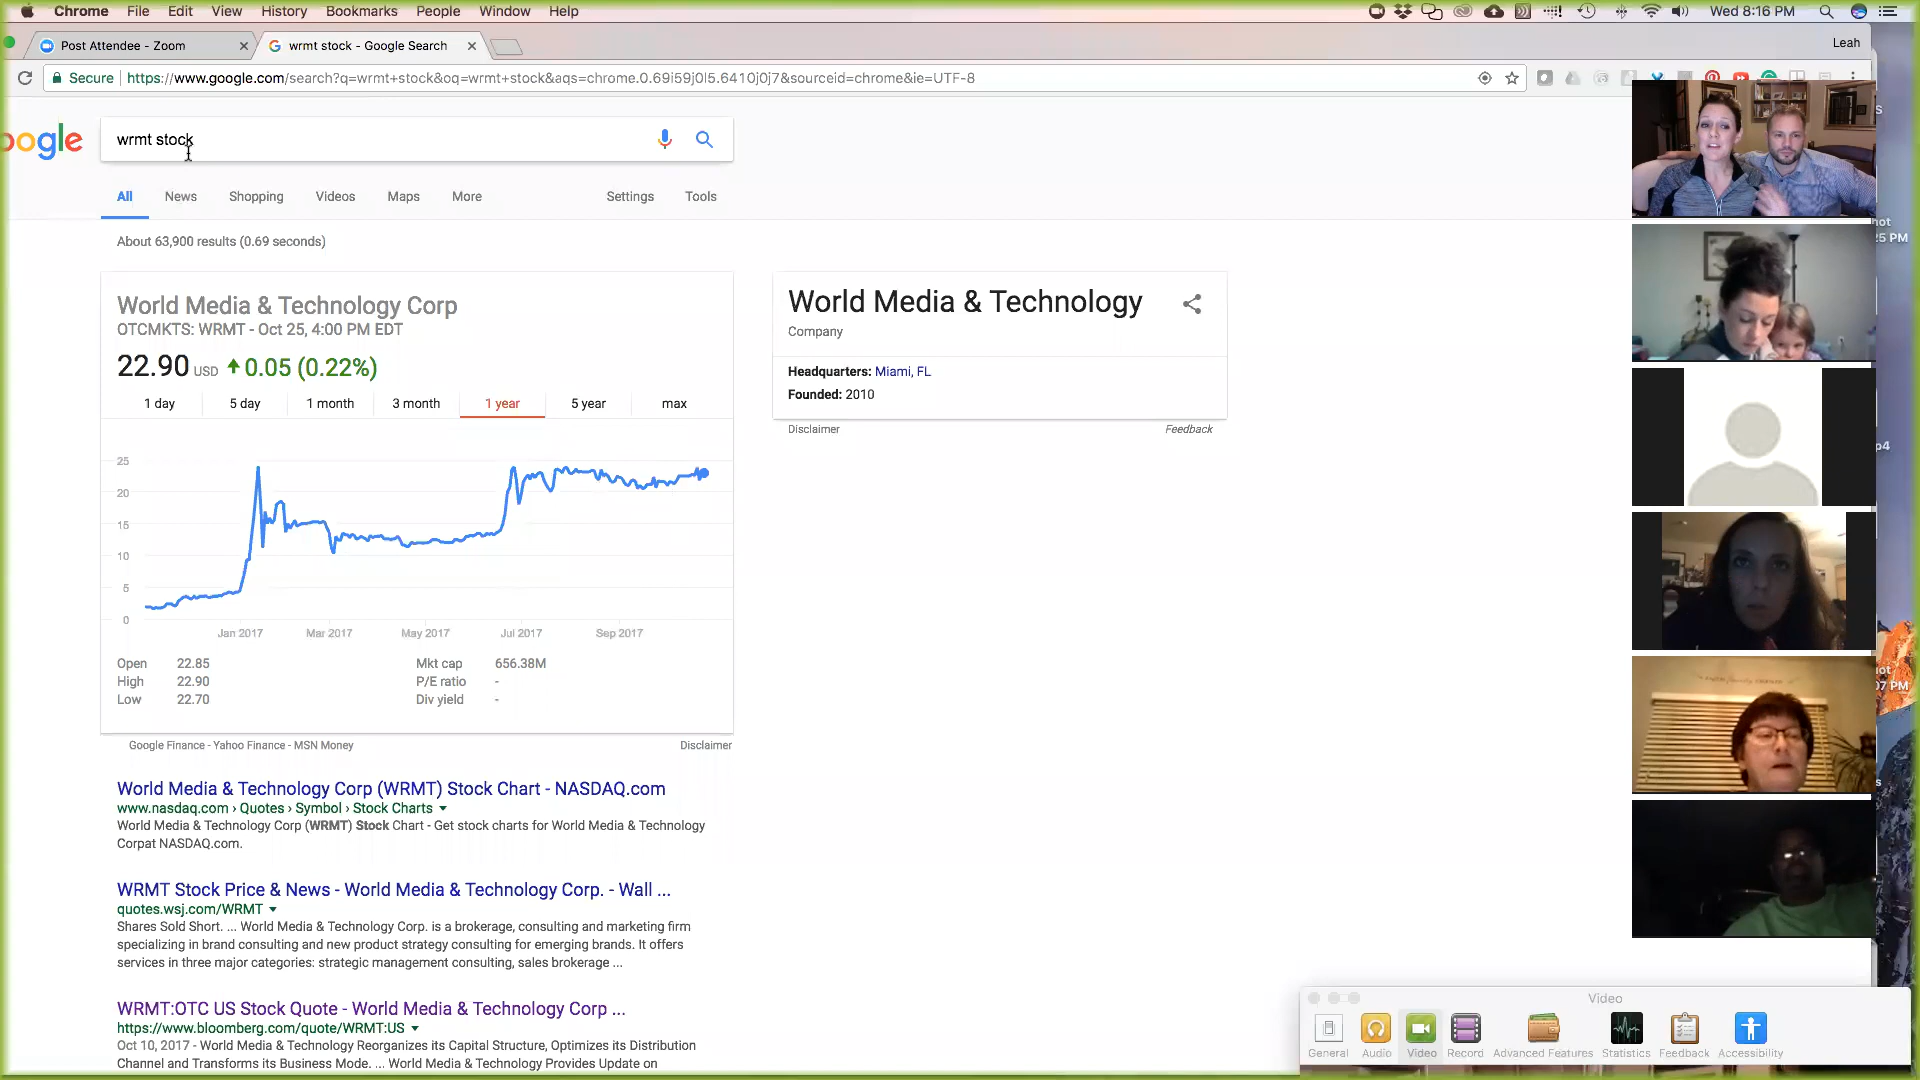 Chrome File Edit View History Bookmarks People Window Help Wed 8:16 PM
Post Attendee - Zoom wrmt stock - Google Search Leah
Secure https://www.google.com/search?q=wrmt+stock&oq=wrmt+stock&aqs=chrome.0.69i59j0l5.6410j0j7&sourceid=chrome&ie=UTF-8
oogle wrmt stock
All News Shopping Videos Maps More Settings Tools
About 63,900 results (0.69 seconds)
World Media & Technology Corp
OTCMKTS: WRMT - Oct 25, 4:00 PM EDT
22.90 USD 0.05 (0.22%)
1 day 5 day 1 month 3 month 1 year 5 year max
25
20
15
10
5
0
Jan 2017 Mar 2017 May 2017 Jul 2017 Sep 2017
Open 22.85 Mkt cap 656.38M
High 22.90 P/E ratio -
Low 22.70 Div yield -
Google Finance - Yahoo Finance - MSN Money Disclaimer
World Media & Technology
Company
Headquarters: Miami, FL
Founded: 2010
Disclaimer Feedback
World Media & Technology Corp (WRMT) Stock Chart - NASDAQ.com
www.nasdaq.com › Quotes › Symbol › Stock Charts
World Media & Technology Corp (WRMT) Stock Chart - Get stock charts for World Media & Technology
Corpat NASDAQ.com.
WRMT Stock Price & News - World Media & Technology Corp. - Wall ...
quotes.wsj.com/WRMT
Shares Sold Short. ... World Media & Technology Corp. is a brokerage, consulting and marketing firm
specializing in brand consulting and new product strategy consulting for emerging brands. It offers
services in three major categories: strategic management consulting, sales brokerage ...
WRMT:OTC US Stock Quote - World Media & Technology Corp ...
https://www.bloomberg.com/quote/WRMT:US
Oct 10, 2017 - World Media & Technology Reorganizes its Capital Structure, Optimizes its Distribution
Channel and Transforms its Business Mode. ... World Media & Technology Provides Update on
Video
General Audio Video Record Advanced Features Statistics Feedback Accessibility